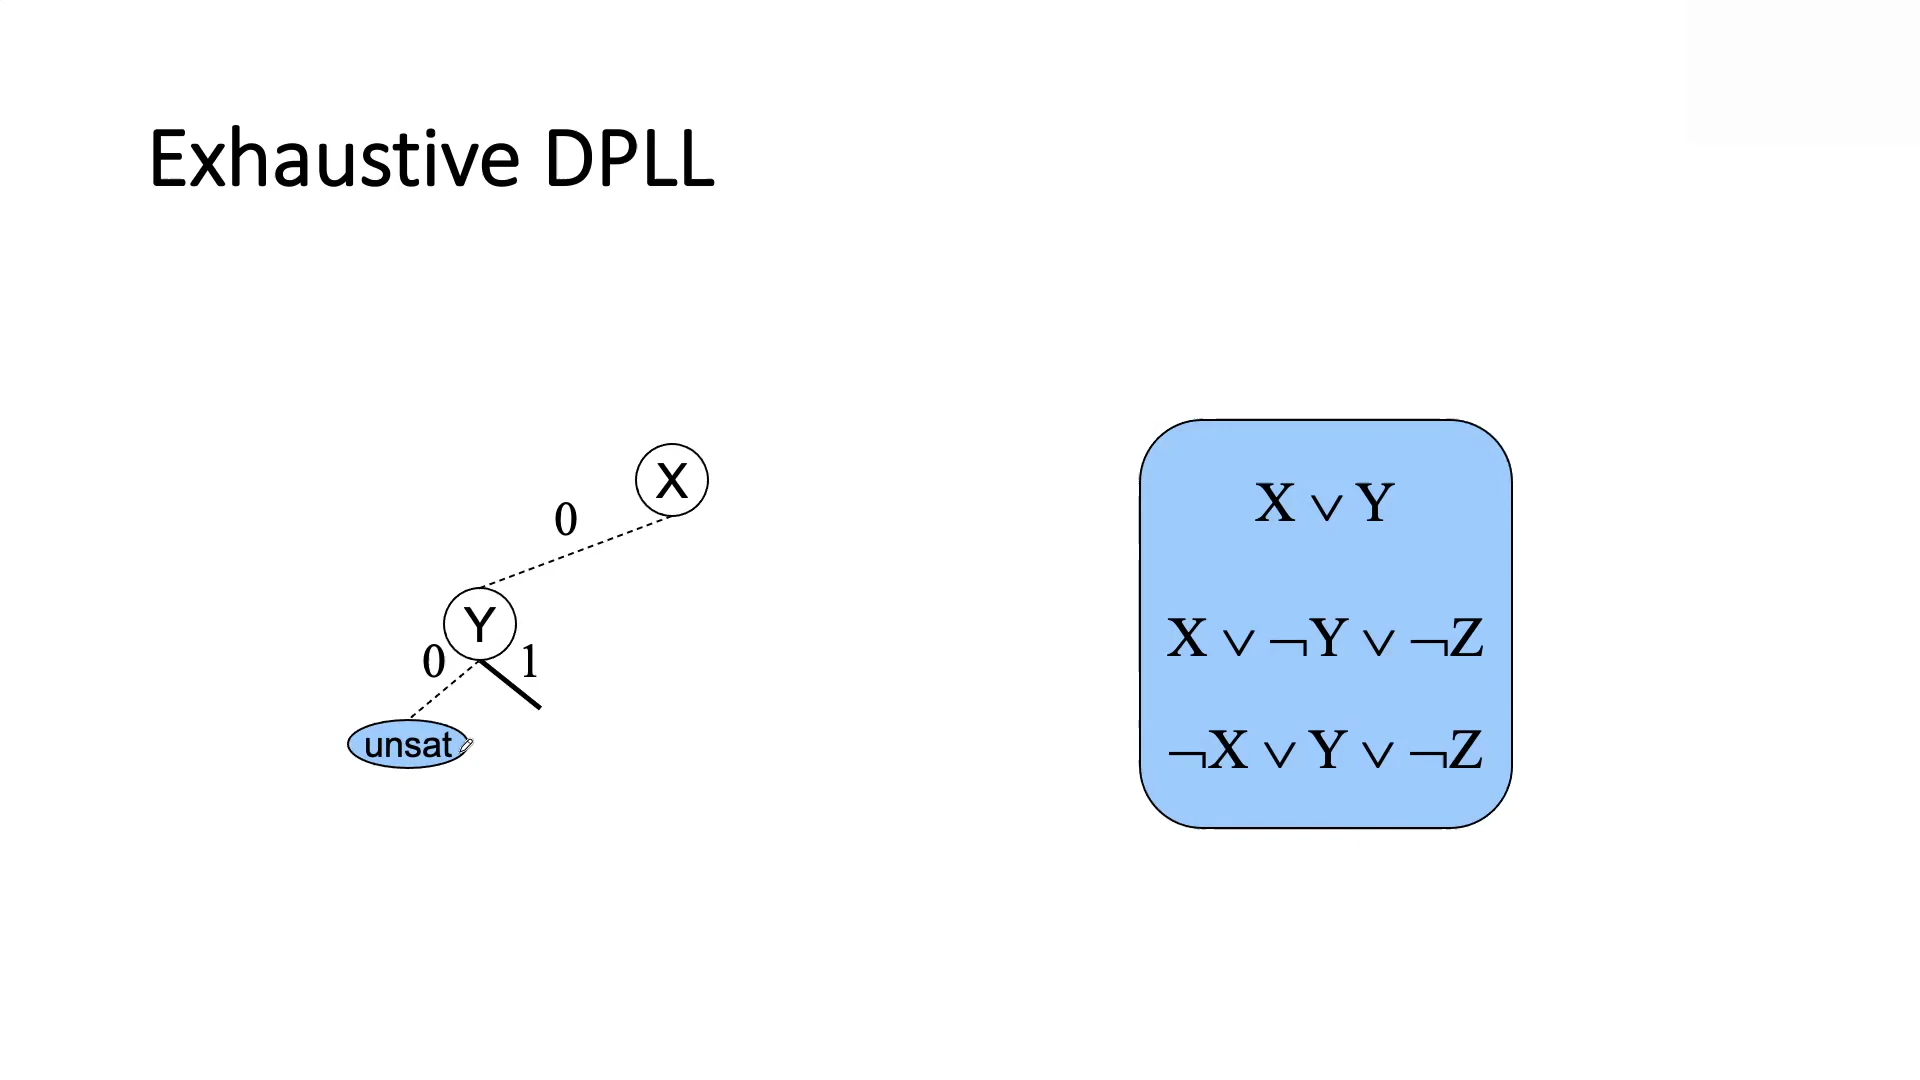 Exhaustive DPLL
X
0
Y
0 1
unsat
X ∨ Y
X ∨ ¬Y ∨ ¬Z
¬X ∨ Y ∨ ¬Z